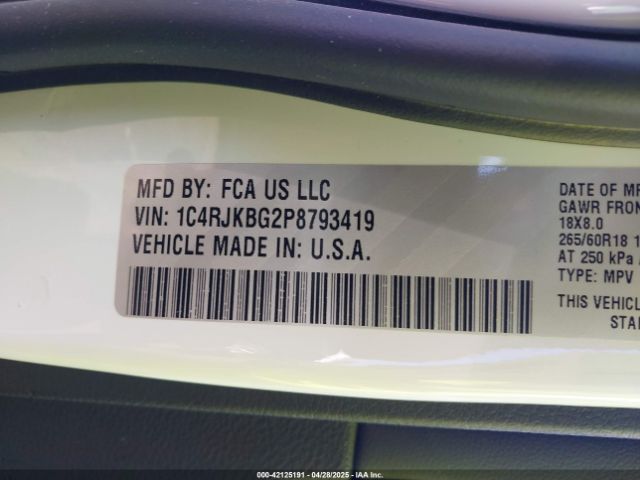 MFD BY: FCA US LLC
VIN: 1C4RJKBG2P8793419
VEHICLE MADE IN: U.S.A.
DATE OF MF
GAWR FRON
18X8.0
265/60R18 1
AT 250 kPa
TYPE: MPV
THIS VEHICL
STA
000-42125191 - 04/28/2025 - IAA Inc.